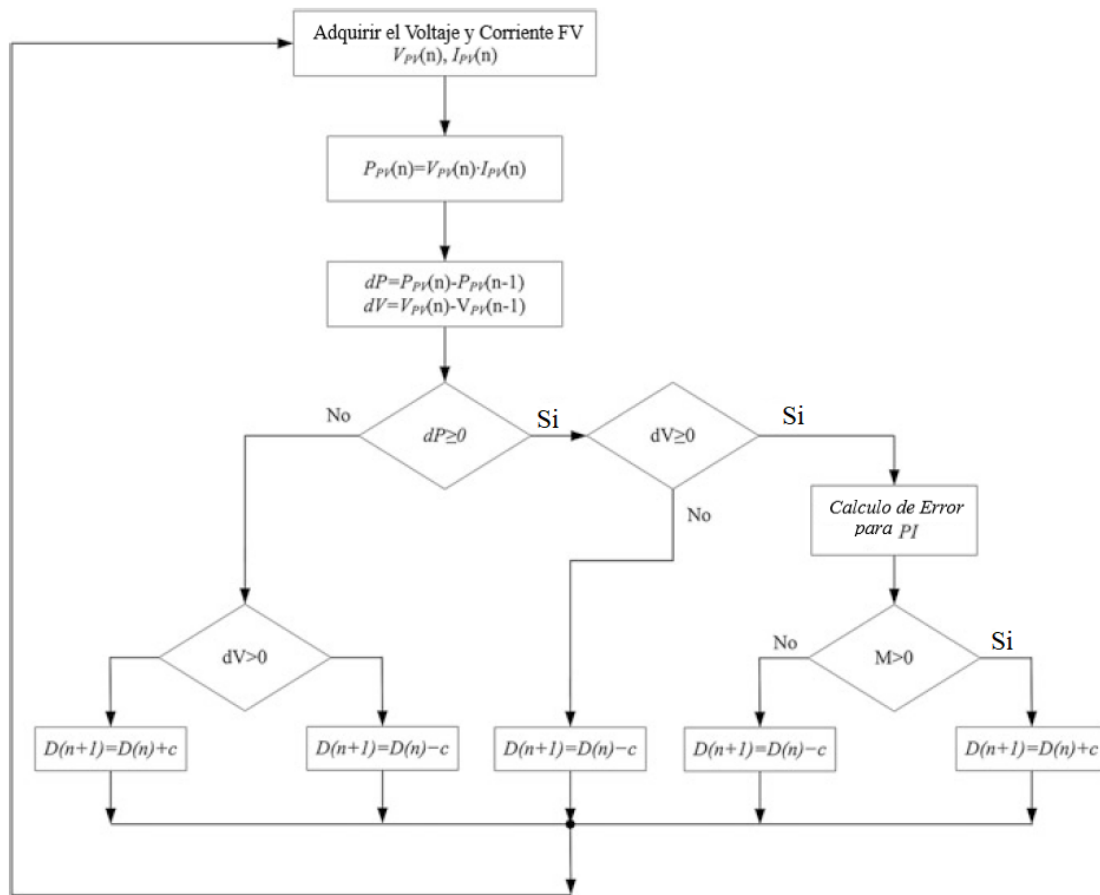 Adquirir el Voltaje y Corriente FV
V_PV(n), I_PV(n)
P_PV(n)=V_PV(n)·I_PV(n)
dP=P_PV(n)-P_PV(n-1)
dV=V_PV(n)-V_PV(n-1)
No
dP≥0
Si
dV≥0
Si
No
Calculo de Error
para PI
dV>0
No
M>0
Si
D(n+1)=D(n)+c
D(n+1)=D(n)−c
D(n+1)=D(n)−c
D(n+1)=D(n)−c
D(n+1)=D(n)+c